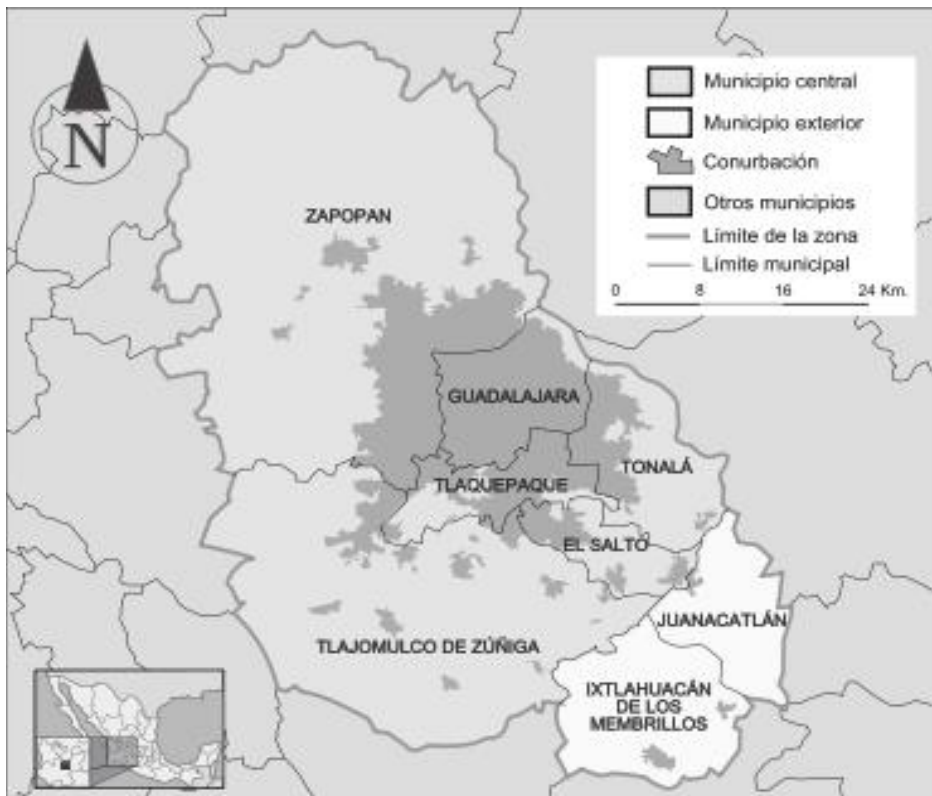 N
Municipio central
Municipio exterior
Conurbación
Otros municipios
Límite de la zona
Límite municipal
0 8 16 24 Km.
ZAPOPAN
GUADALAJARA
TLAQUEPAQUE
TONALÁ
EL SALTO
JUANACATLÁN
TLAJOMULCO DE ZÚÑIGA
IXTLAHUACÁN
DE LOS
MEMBRILLOS